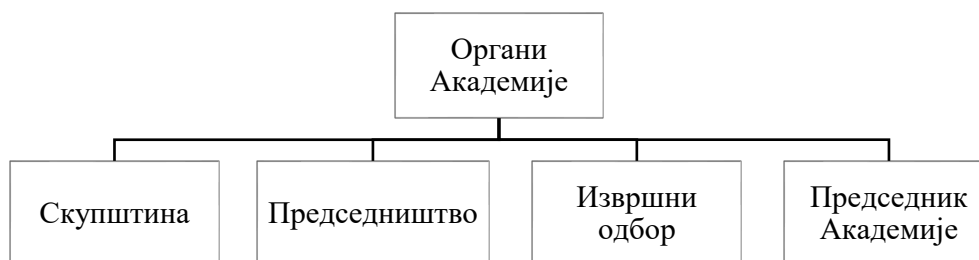 Органи
Академије
Скупштина
Председништво
Извршни
одбор
Председник
Академије